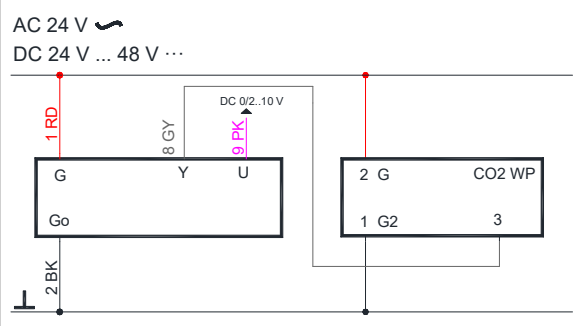 AC 24 V
DC 24 V ... 48 V ⋯
DC 0/2..10 V
1 RD
8 GY
9 PK
G
Y
U
2 G
CO2 WP
Go
1 G2
3
2 BK